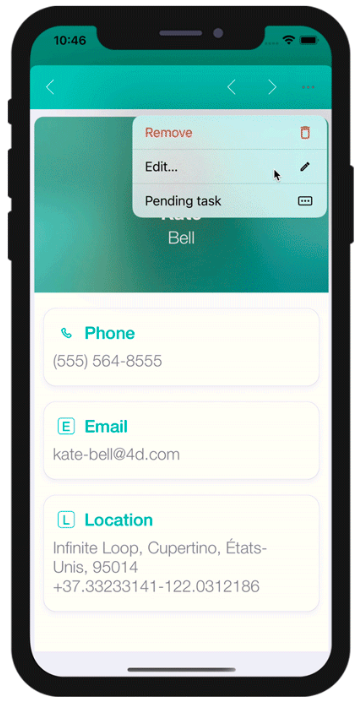 10:46
Remove
Edit...
Pending task
Kate
Bell
Phone
(555) 564-8555
E Email
kate-bell@4d.com
L Location
Infinite Loop, Cupertino, États-
Unis, 95014
+37.33233141-122.0312186